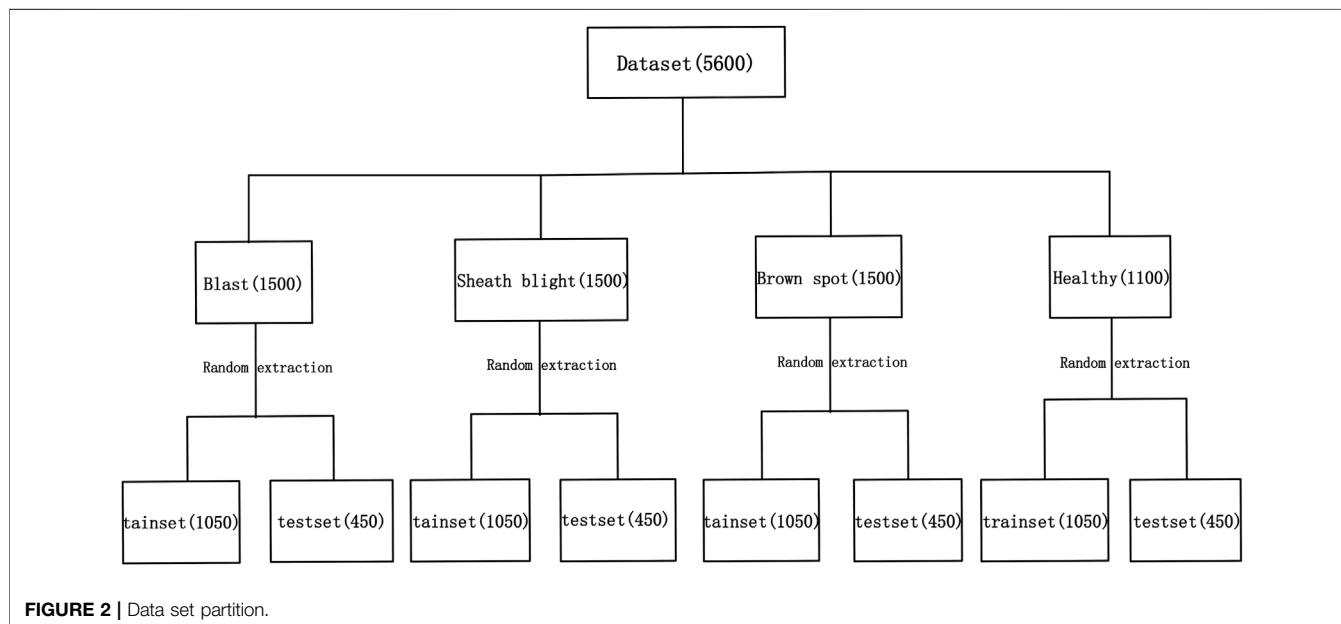 Dataset(5600)
Blast(1500)
Sheath blight(1500)
Brown spot(1500)
Healthy(1100)
Random extraction
Random extraction
Random extraction
Random extraction
tainset(1050)
testset(450)
tainset(1050)
testset(450)
tainset(1050)
testset(450)
trainset(1050)
testset(450)
FIGURE 2 | Data set partition.